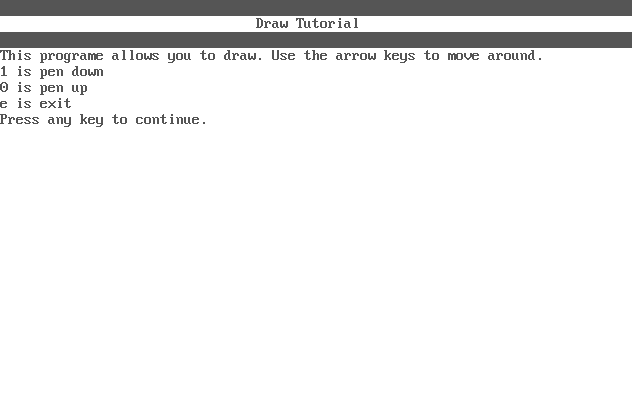 Draw Tutorial
This programe allows you to draw. Use the arrow keys to move around.
1 is pen down
0 is pen up
e is exit
Press any key to continue.